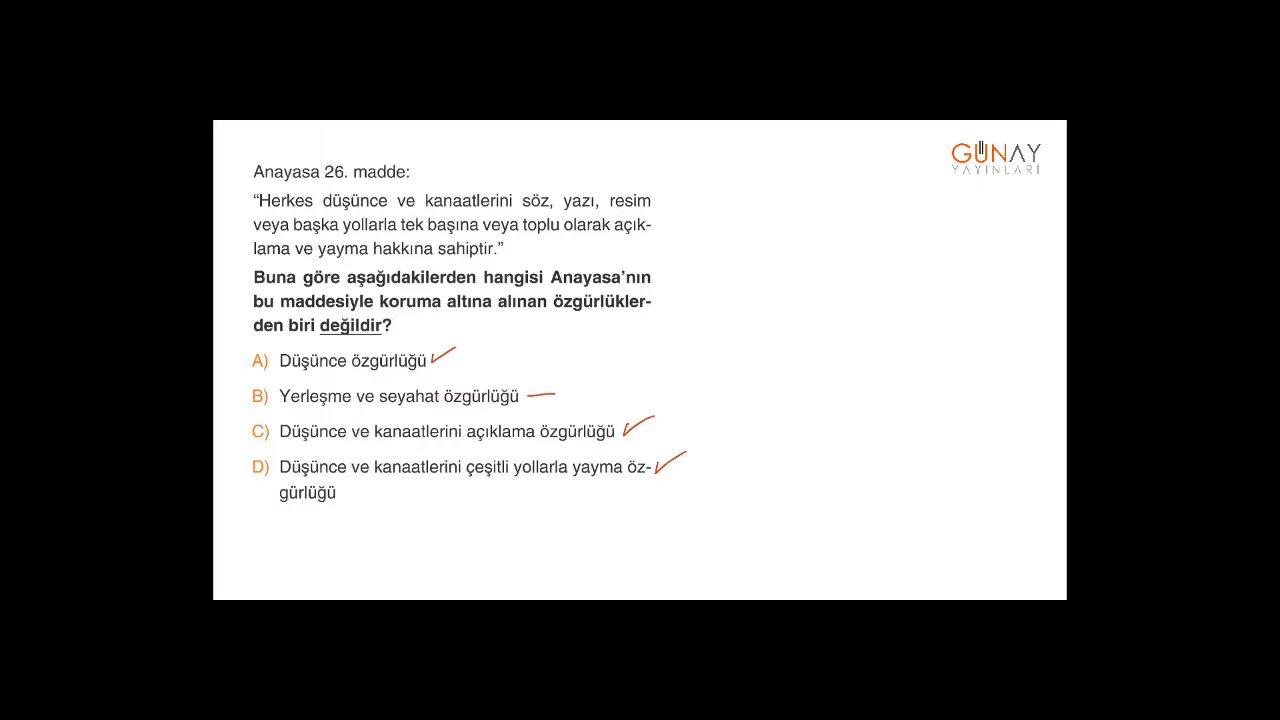 GÜNAY
YAYINLARI
Anayasa 26. madde:
“Herkes düşünce ve kanaatlerini söz, yazı, resim
veya başka yollarla tek başına veya toplu olarak açık-
lama ve yayma hakkına sahiptir.”
Buna göre aşağıdakilerden hangisi Anayasa’nın
bu maddesiyle koruma altına alınan özgürlükler-
den biri değildir?
A) Düşünce özgürlüğü
B) Yerleşme ve seyahat özgürlüğü
C) Düşünce ve kanaatlerini açıklama özgürlüğü
D) Düşünce ve kanaatlerini çeşitli yollarla yayma öz-
gürlüğü